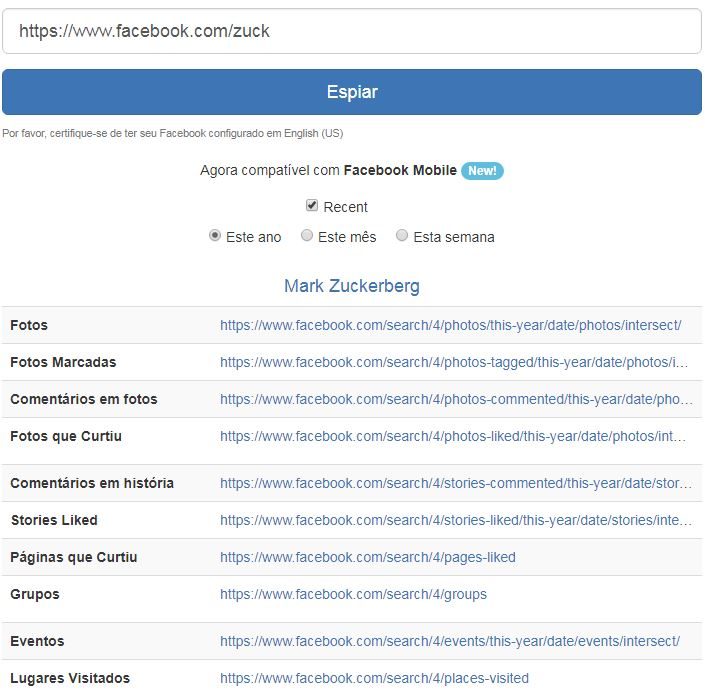 https://www.facebook.com/zuck
Espiar
Por favor, certifique-se de ter seu Facebook configurado em English (US)
Agora compatível com Facebook Mobile New!
Recent
Este ano Este mês Esta semana
Mark Zuckerberg
Fotos https://www.facebook.com/search/4/photos/this-year/date/photos/intersect/
Fotos Marcadas https://www.facebook.com/search/4/photos-tagged/this-year/date/photos/i...
Comentários em fotos https://www.facebook.com/search/4/photos-commented/this-year/date/pho...
Fotos que Curtiu https://www.facebook.com/search/4/photos-liked/this-year/date/photos/int...
Comentários em história https://www.facebook.com/search/4/stories-commented/this-year/date/stor...
Stories Liked https://www.facebook.com/search/4/stories-liked/this-year/date/stories/inte...
Páginas que Curtiu https://www.facebook.com/search/4/pages-liked
Grupos https://www.facebook.com/search/4/groups
Eventos https://www.facebook.com/search/4/events/this-year/date/events/intersect/
Lugares Visitados https://www.facebook.com/search/4/places-visited